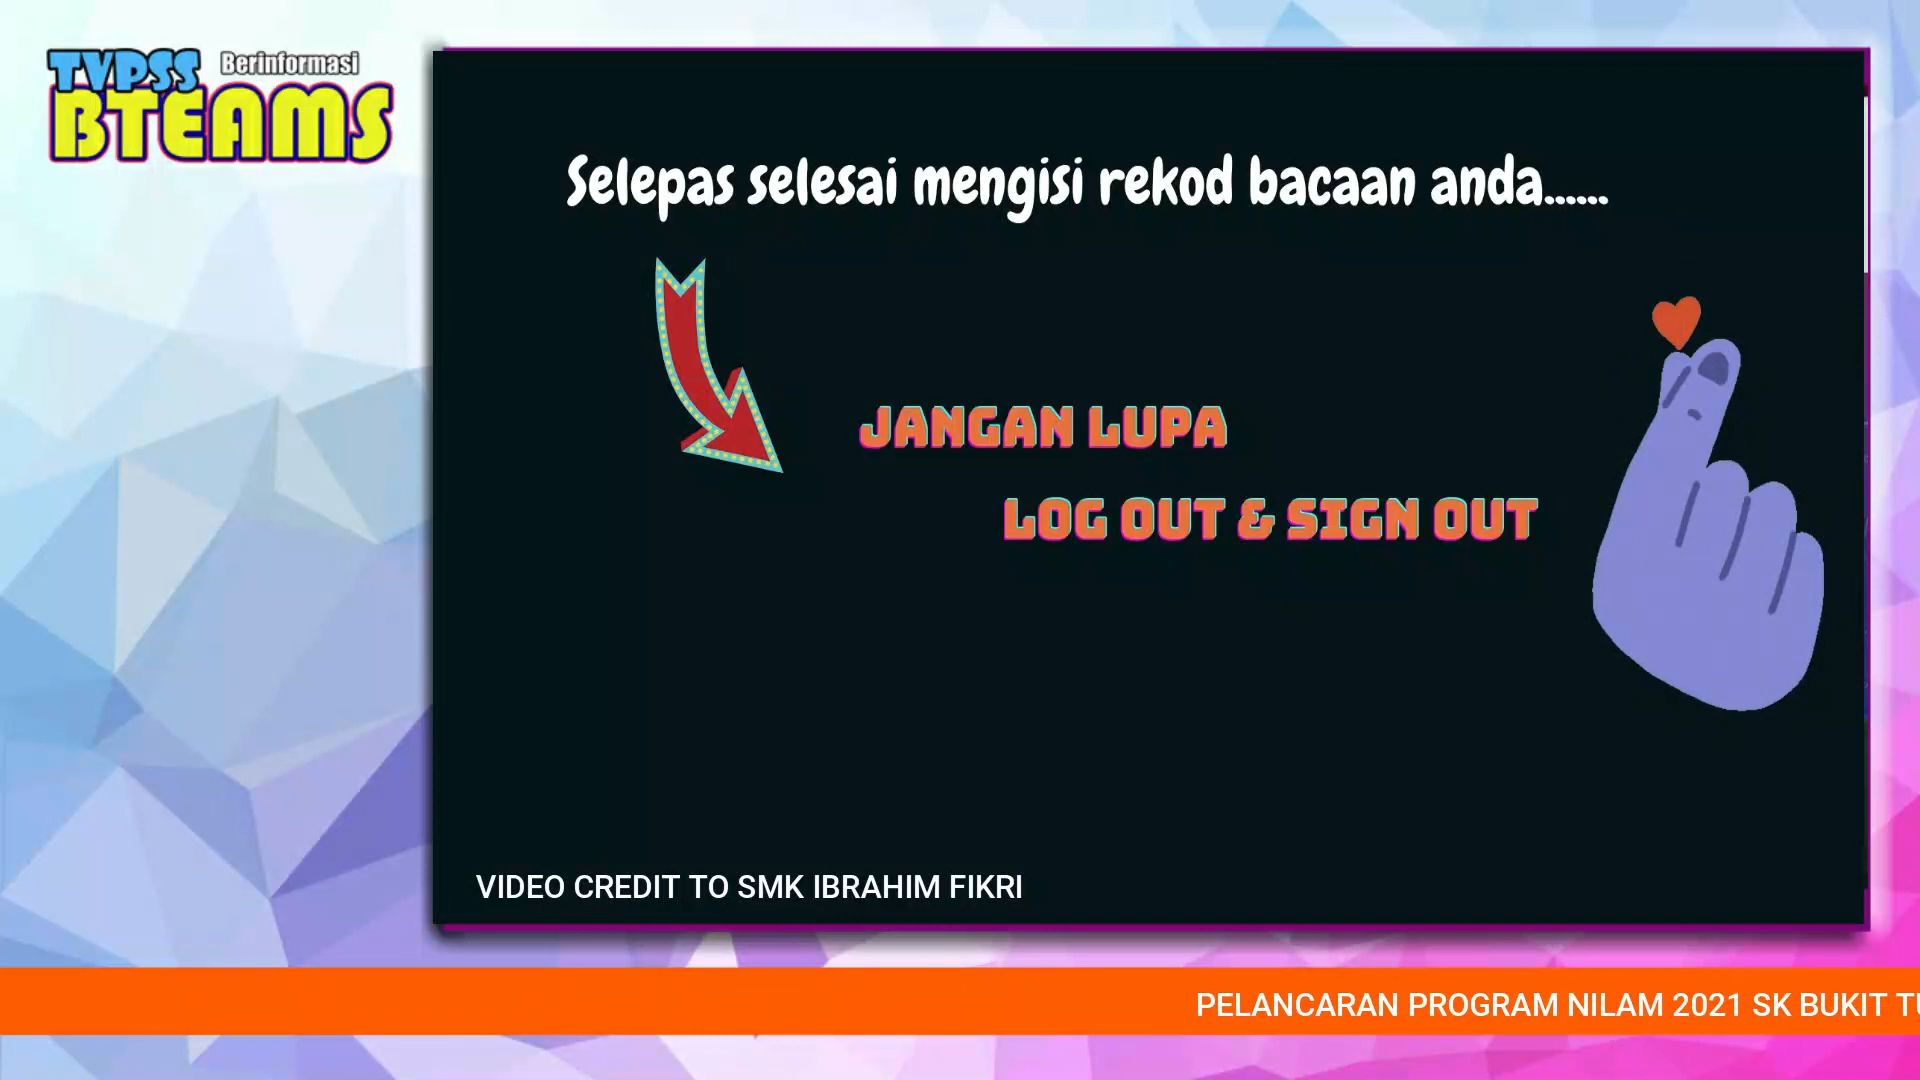 TVPSS Berinformasi
BTEAMS
Selepas selesai mengisi rekod bacaan anda......
JANGAN LUPA
LOG OUT & SIGN OUT
VIDEO CREDIT TO SMK IBRAHIM FIKRI
PELANCARAN PROGRAM NILAM 2021 SK BUKIT